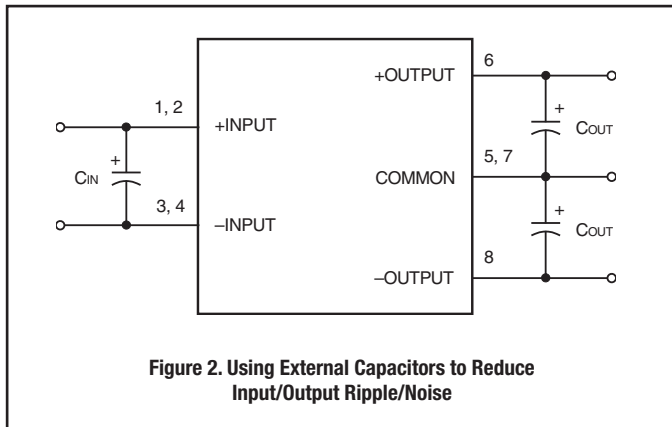 6
+OUTPUT
1, 2
+
+INPUT
COUT
5, 7
+
COMMON
CIN
3, 4
+
–INPUT
COUT
8
–OUTPUT
Figure 2. Using External Capacitors to Reduce
Input/Output Ripple/Noise